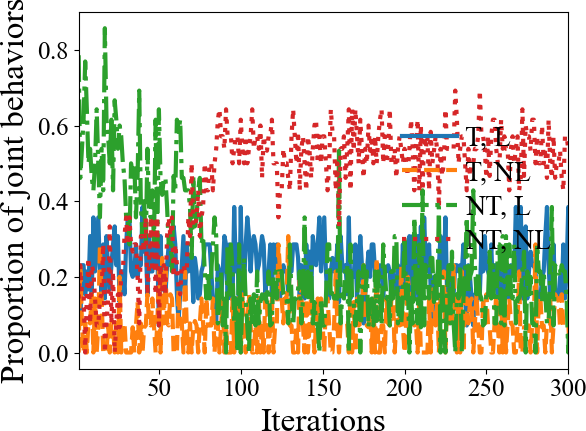 Proportion of joint behaviors
0.8
0.6
0.4
0.2
0.0
T, L
T, NL
NT, L
NT, NL
50
100
150
200
250
300
Iterations